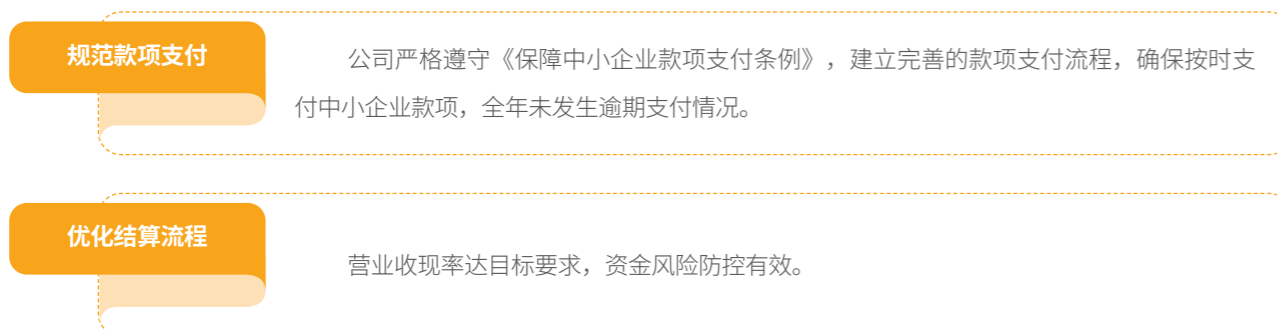 规范款项支付
公司严格遵守《保障中小企业款项支付条例》，建立完善的款项支付流程，确保按时支
付中小企业款项，全年未发生逾期支付情况。
优化结算流程
营业收现率达目标要求，资金风险防控有效。